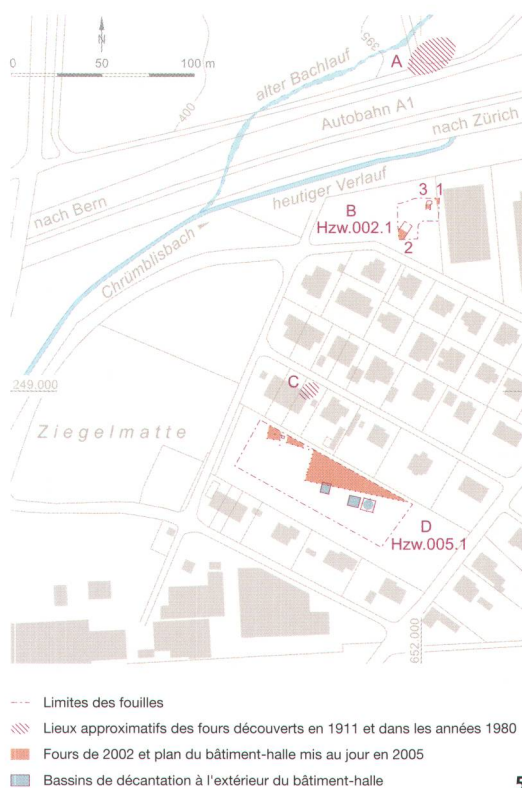 N
0 50 100 m
395
A
alter Bachlauf
400
Autobahn A1
nach Zürich
nach Bern
heutiger Verlauf
3 1
B
Hzw.002.1
2
Chrümblisbach
C
249.000
Ziegelmatte
D
Hzw.005.1
652.000
Limites des fouilles
Lieux approximatifs des fours découverts en 1911 et dans les années 1980
Fours de 2002 et plan du bâtiment-halle mis au jour en 2005
Bassins de décantation à l'extérieur du bâtiment-halle